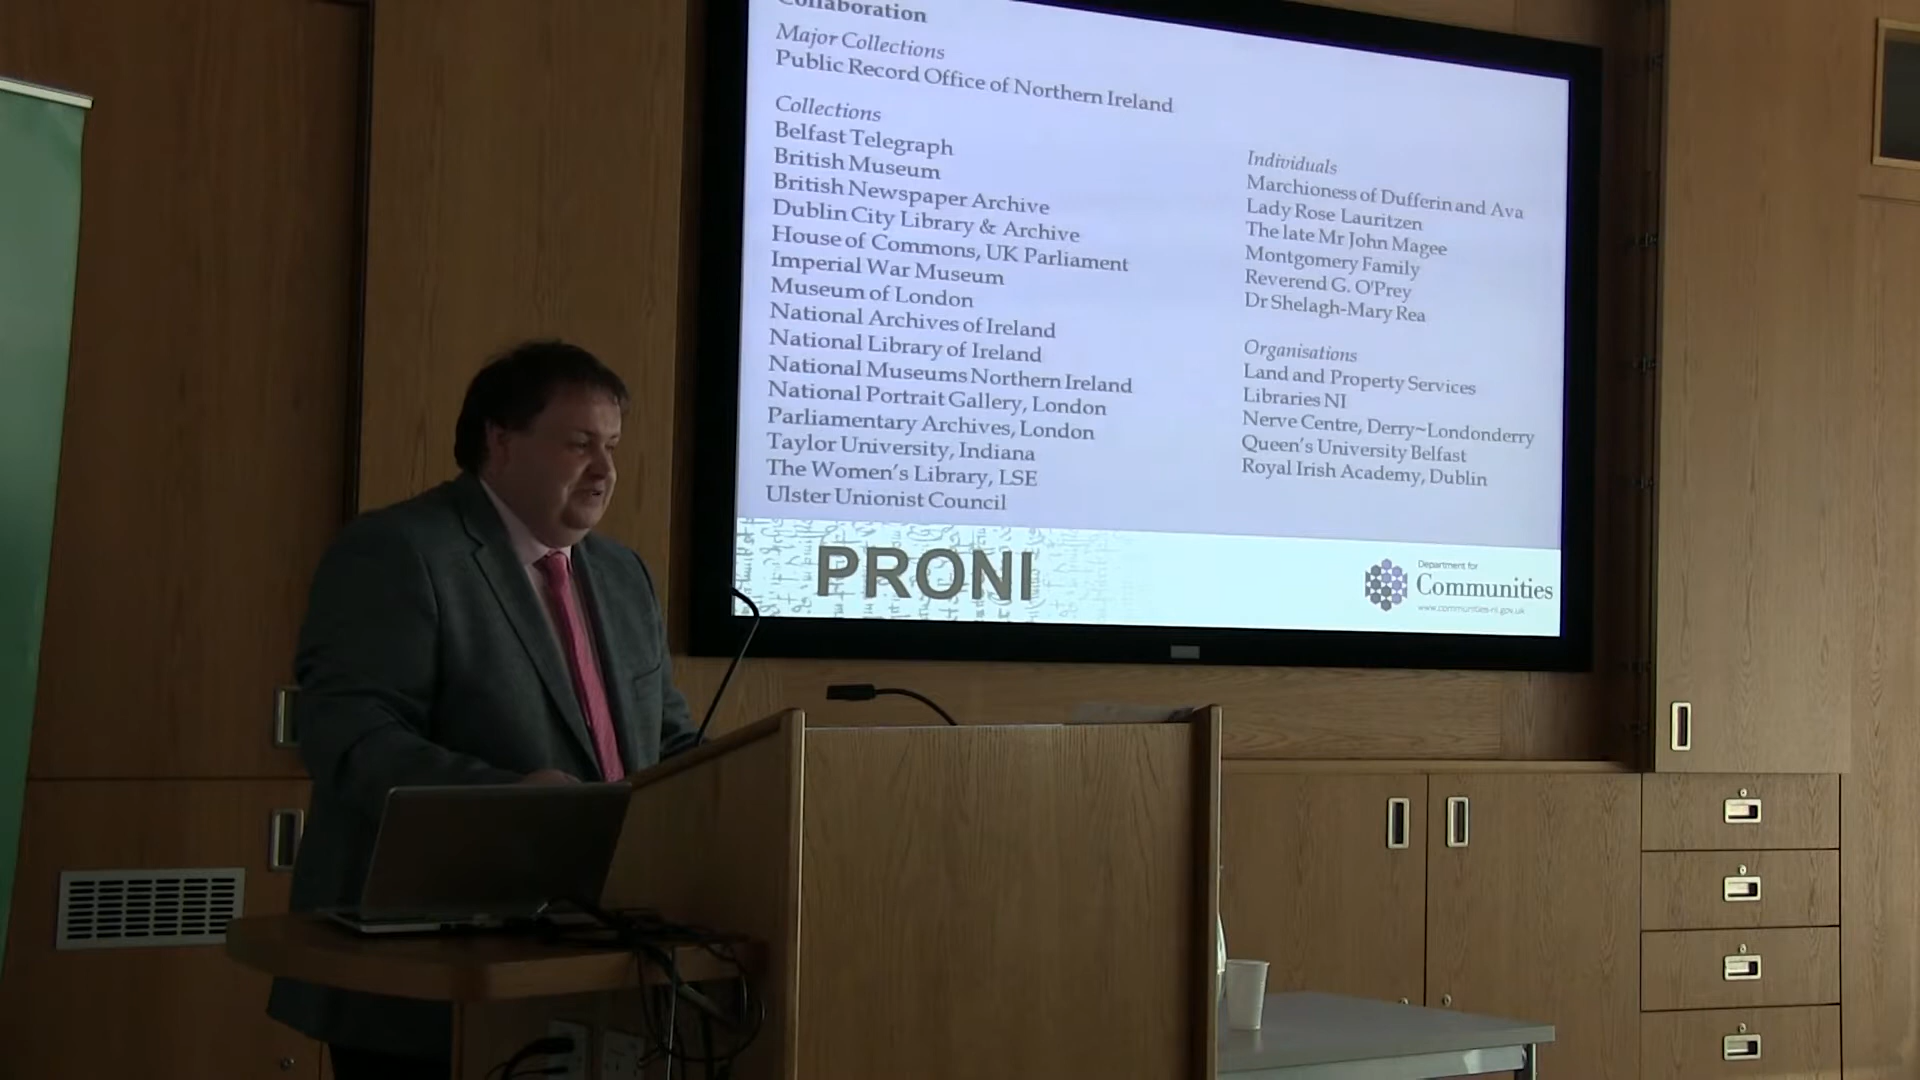 Collaboration
Major Collections
Public Record Office of Northern Ireland
Collections
Belfast Telegraph
British Museum
British Newspaper Archive
Dublin City Library & Archive
House of Commons, UK Parliament
Imperial War Museum
Museum of London
National Archives of Ireland
National Library of Ireland
National Museums Northern Ireland
National Portrait Gallery, London
Parliamentary Archives, London
Taylor University, Indiana
The Women's Library, LSE
Ulster Unionist Council
Individuals
Marchioness of Dufferin and Ava
Lady Rose Lauritzen
The late Mr John Magee
Montgomery Family
Reverend G. O'Prey
Dr Shelagh-Mary Rea
Organisations
Land and Property Services
Libraries NI
Nerve Centre, Derry~Londonderry
Queen's University Belfast
Royal Irish Academy, Dublin
PRONI
Department for
Communities
www.communities-ni.gov.uk